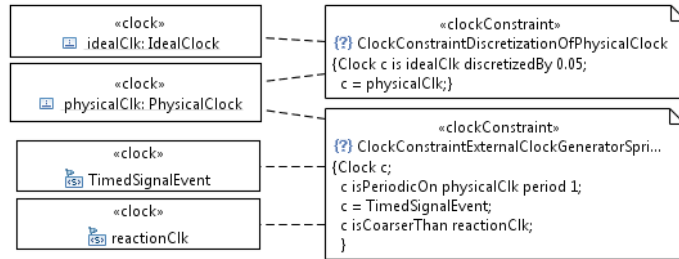 «clock»
idealClk: IdealClock
«clock»
physicalClk: PhysicalClock
«clock»
TimedSignalEvent
«clock»
reactionClk
«clockConstraint»
{?} ClockConstraintDiscretizationOfPhysicalClock
{Clock c is idealClk discretizedBy 0.05;
c = physicalClk;}
«clockConstraint»
{?} ClockConstraintExternalClockGeneratorSpri...
{Clock c;
c isPeriodicOn physicalClk period 1;
c = TimedSignalEvent;
c isCoarserThan reactionClk;
}